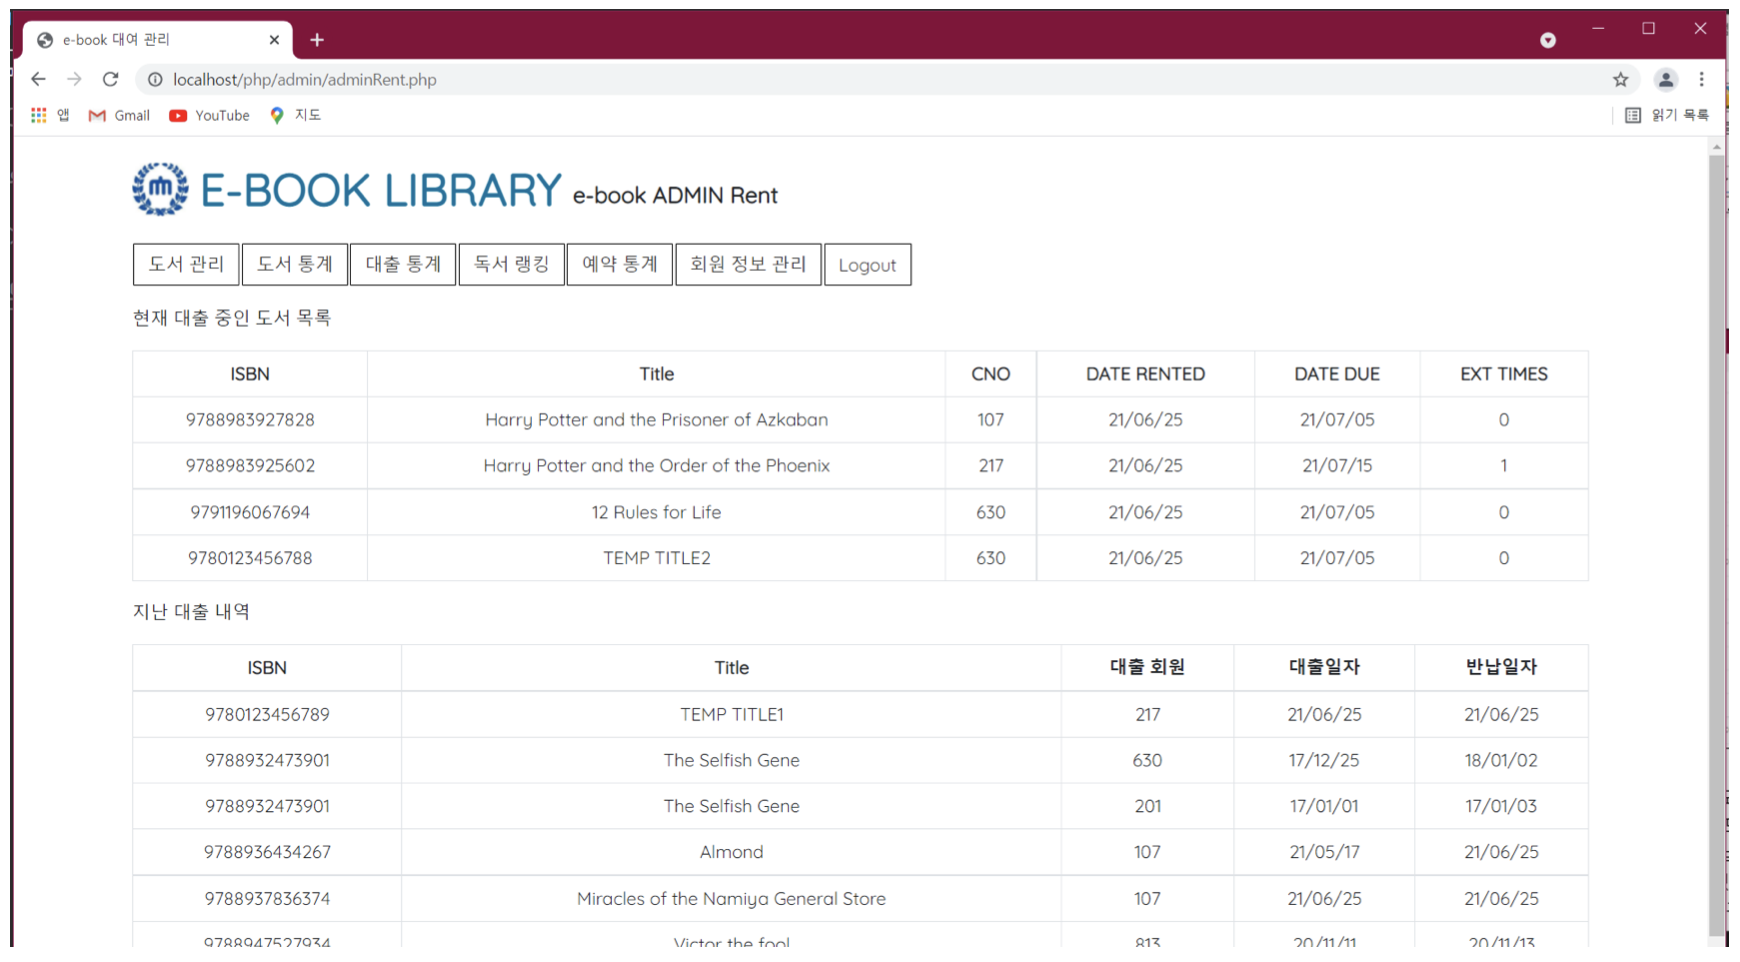 e-book 대여 관리
localhost/php/admin/adminRent.php
앱 Gmail YouTube 지도 읽기 목록
E-BOOK LIBRARY e-book ADMIN Rent
도서 관리 도서 통계 대출 통계 독서 랭킹 예약 통계 회원 정보 관리 Logout
현재 대출 중인 도서 목록
ISBN Title CNO DATE RENTED DATE DUE EXT TIMES
9788983927828 Harry Potter and the Prisoner of Azkaban 107 21/06/25 21/07/05 0
9788983925602 Harry Potter and the Order of the Phoenix 217 21/06/25 21/07/15 1
9791196067694 12 Rules for Life 630 21/06/25 21/07/05 0
9780123456788 TEMP TITLE2 630 21/06/25 21/07/05 0
지난 대출 내역
ISBN Title 대출 회원 대출일자 반납일자
9780123456789 TEMP TITLE1 217 21/06/25 21/06/25
9788932473901 The Selfish Gene 630 17/12/25 18/01/02
9788932473901 The Selfish Gene 201 17/01/01 17/01/03
9788936434267 Almond 107 21/05/17 21/06/25
9788937836374 Miracles of the Namiya General Store 107 21/06/25 21/06/25
9788947527934 Victor the fool 813 20/11/11 20/11/13